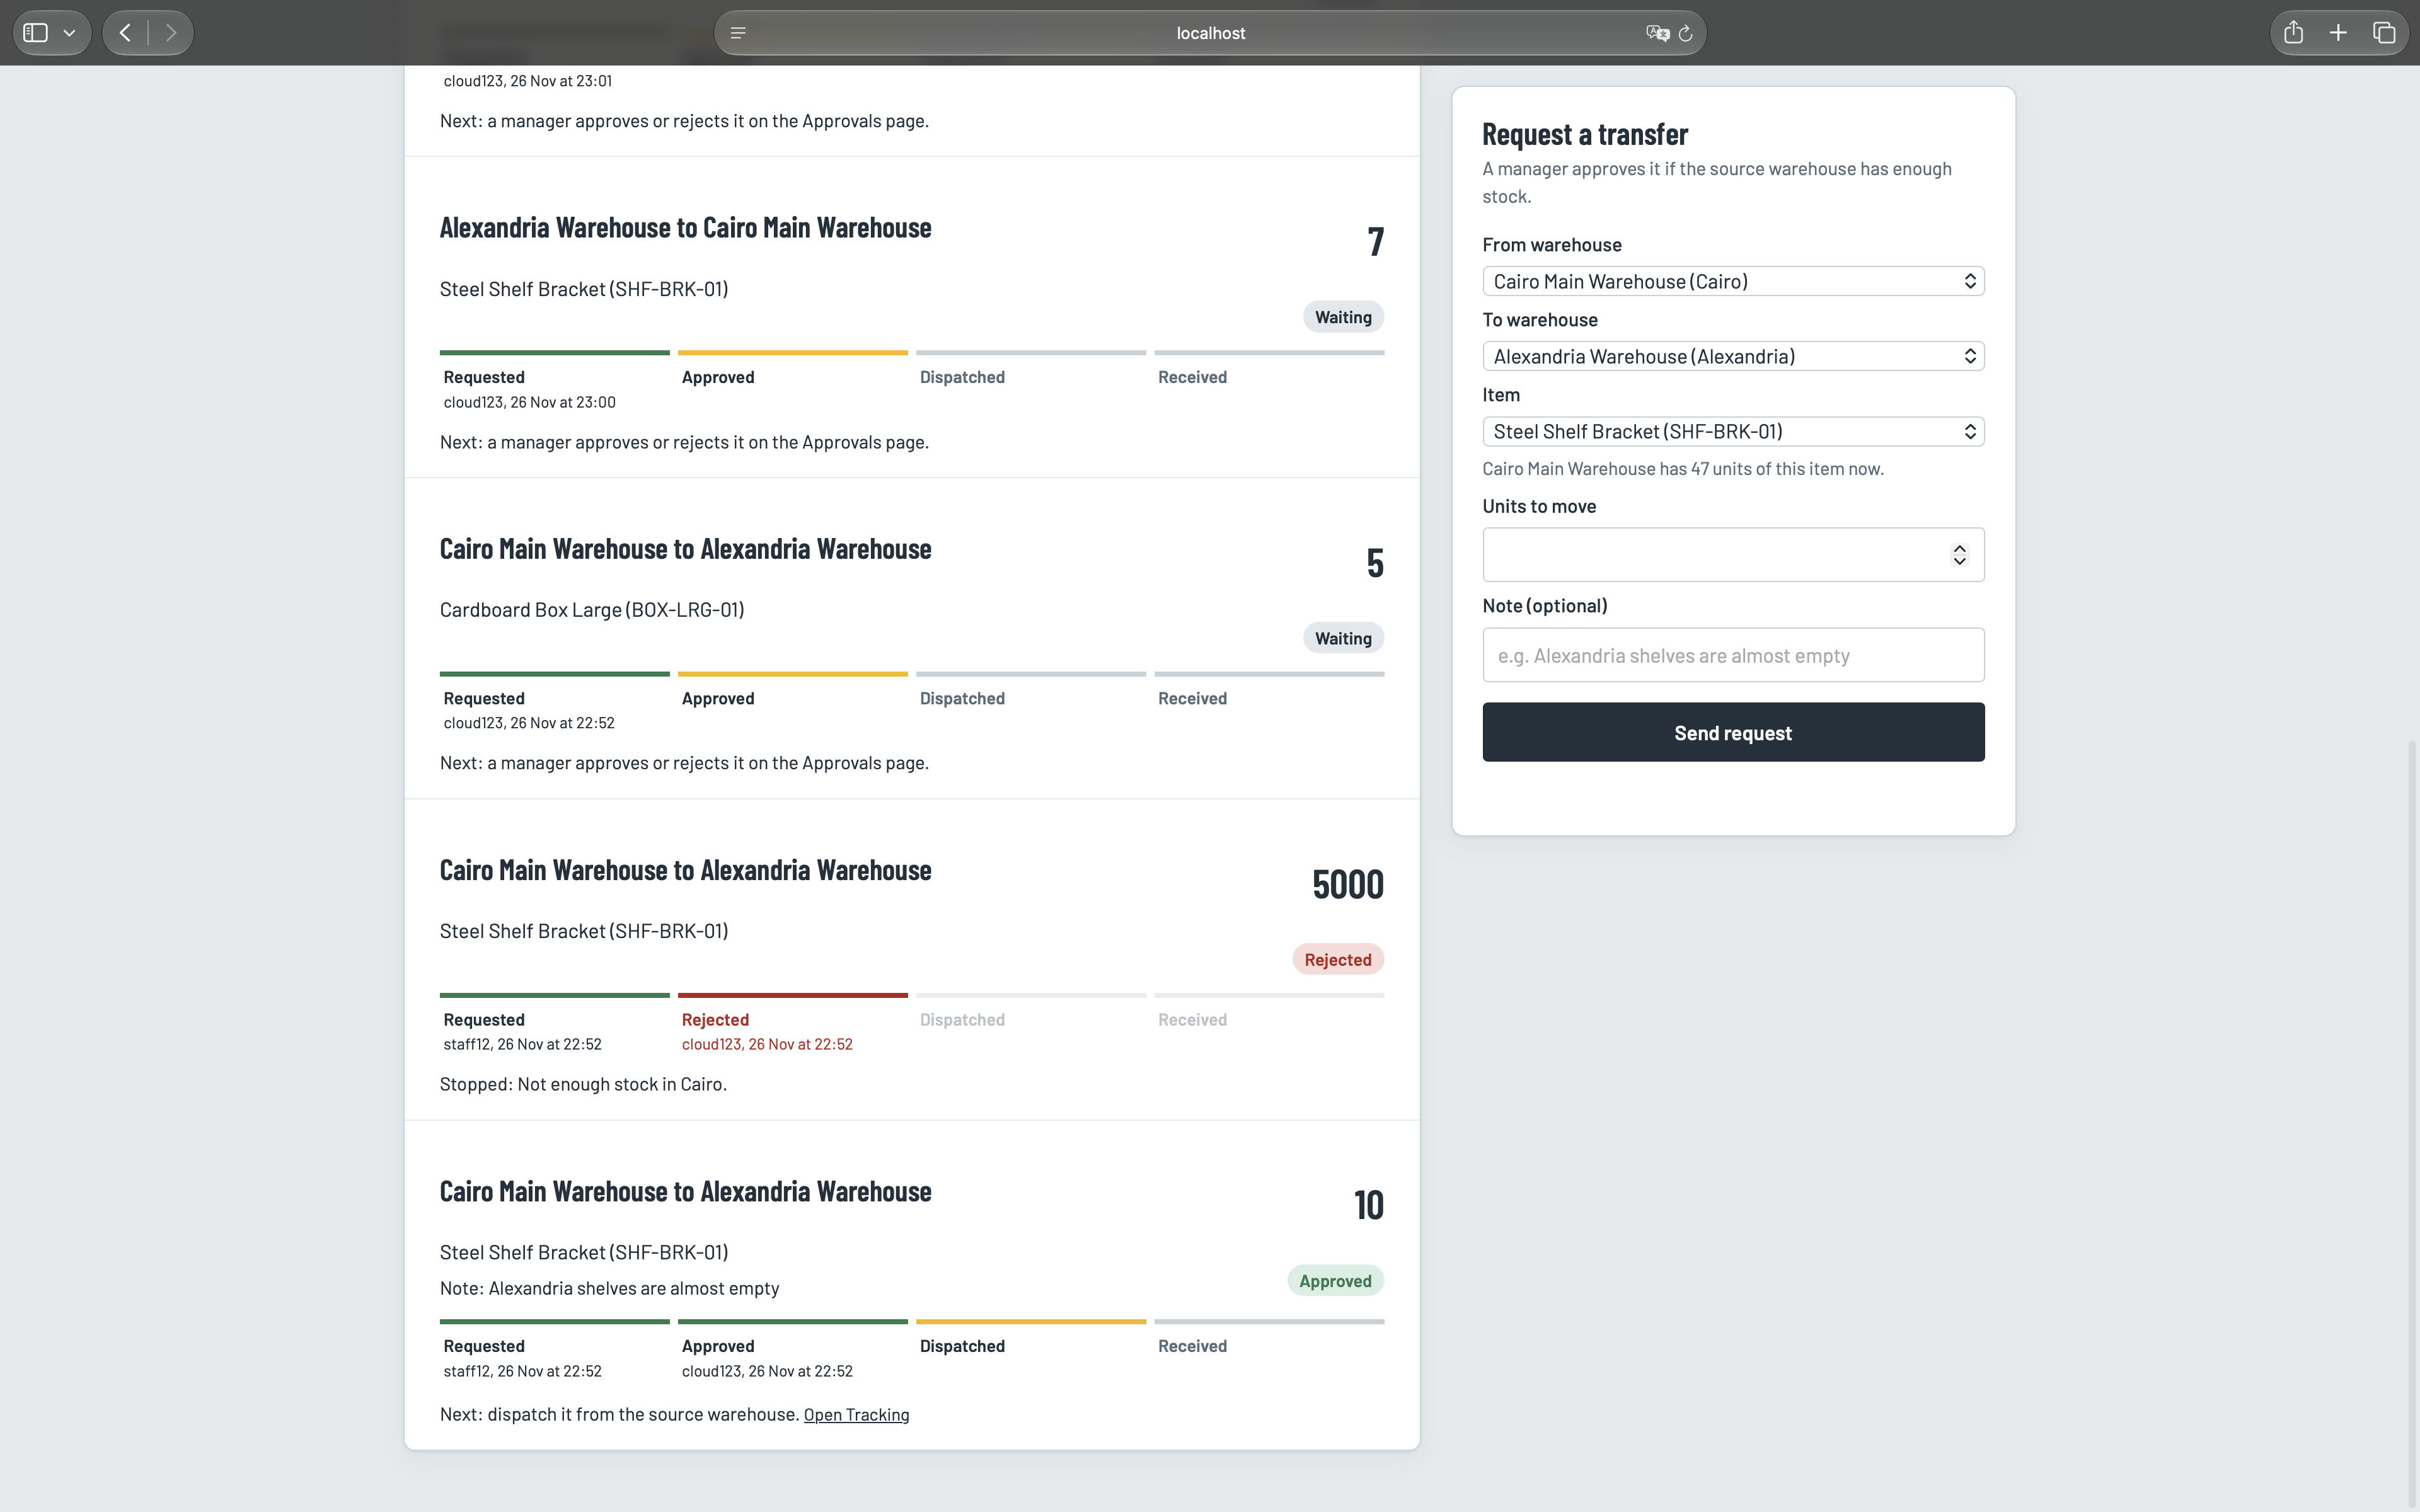 localhost
cloud123, 26 Nov at 23:01
Next: a manager approves or rejects it on the Approvals page.
Alexandria Warehouse to Cairo Main Warehouse
7
Steel Shelf Bracket (SHF-BRK-01)
Waiting
Requested
Approved
Dispatched
Received
cloud123, 26 Nov at 23:00
Next: a manager approves or rejects it on the Approvals page.
Cairo Main Warehouse to Alexandria Warehouse
5
Cardboard Box Large (BOX-LRG-01)
Waiting
Requested
Approved
Dispatched
Received
cloud123, 26 Nov at 22:52
Next: a manager approves or rejects it on the Approvals page.
Cairo Main Warehouse to Alexandria Warehouse
5000
Steel Shelf Bracket (SHF-BRK-01)
Rejected
Requested
Rejected
Dispatched
Received
staff12, 26 Nov at 22:52
cloud123, 26 Nov at 22:52
Stopped: Not enough stock in Cairo.
Cairo Main Warehouse to Alexandria Warehouse
10
Steel Shelf Bracket (SHF-BRK-01)
Note: Alexandria shelves are almost empty
Approved
Requested
Approved
Dispatched
Received
staff12, 26 Nov at 22:52
cloud123, 26 Nov at 22:52
Next: dispatch it from the source warehouse. Open Tracking
Request a transfer
A manager approves it if the source warehouse has enough
stock.
From warehouse
Cairo Main Warehouse (Cairo)
To warehouse
Alexandria Warehouse (Alexandria)
Item
Steel Shelf Bracket (SHF-BRK-01)
Cairo Main Warehouse has 47 units of this item now.
Units to move
Note (optional)
e.g. Alexandria shelves are almost empty
Send request